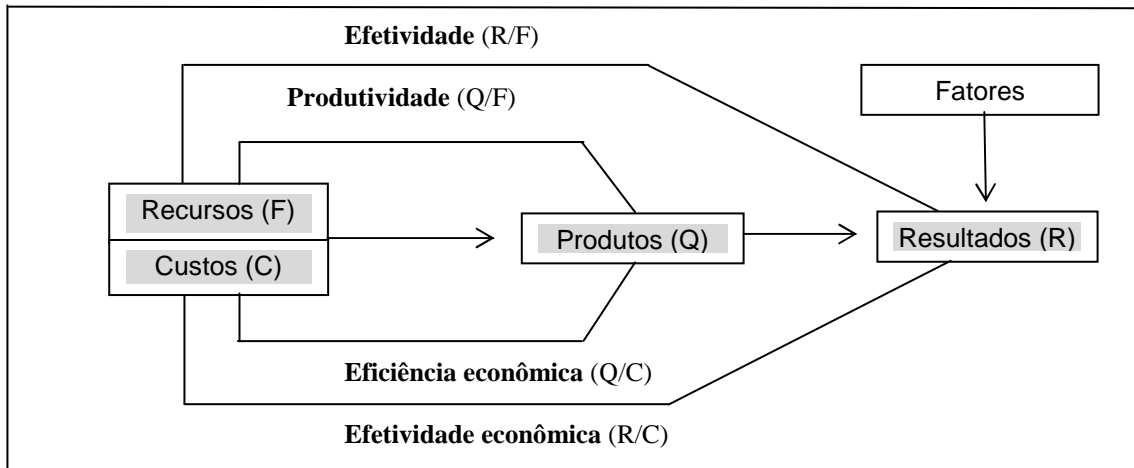 Efetividade (R/F)
Produtividade (Q/F)
Fatores
Recursos (F)
Custos (C)
Produtos (Q)
Resultados (R)
Eficiência econômica (Q/C)
Efetividade econômica (R/C)